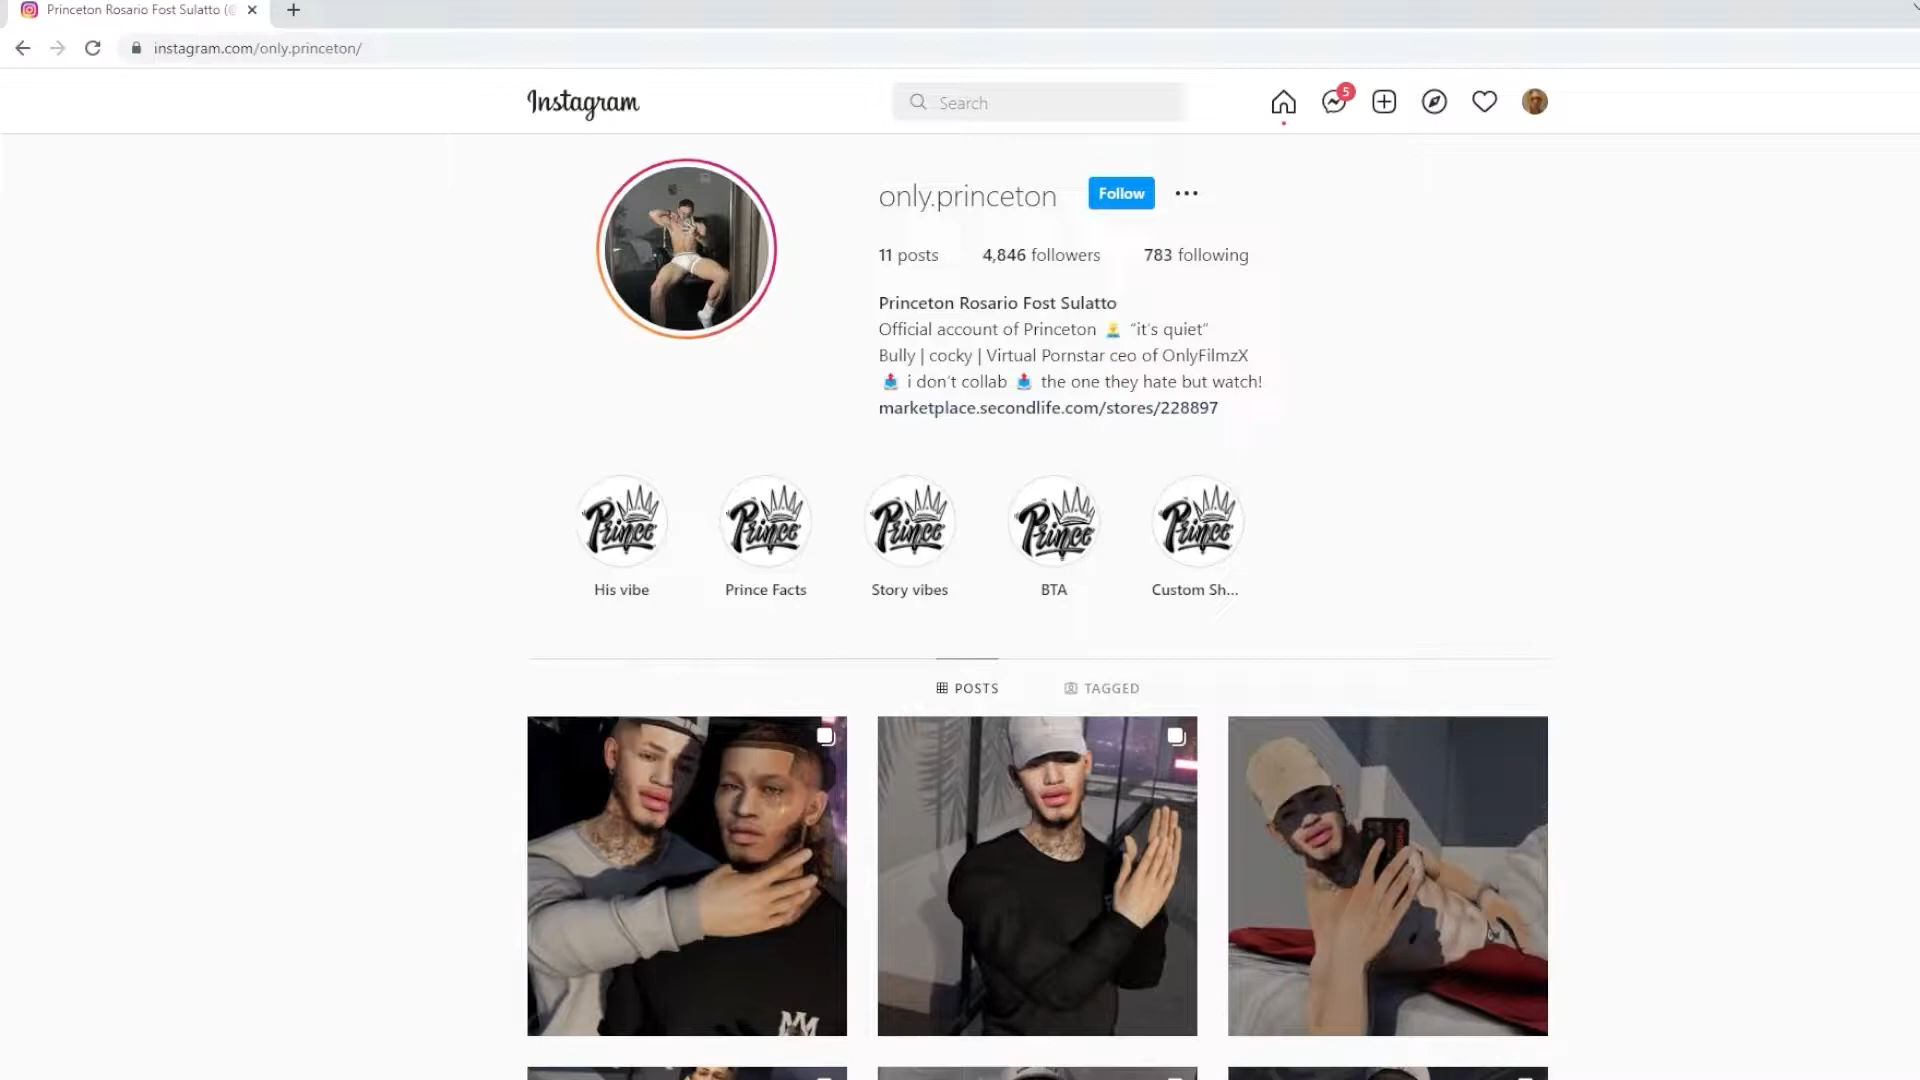 Princeton Rosario Fost Sulatto (@
instagram.com/only.princeton/
Instagram
Search
5
only.princeton
Follow
11 posts
4,846 followers
783 following
Princeton Rosario Fost Sulatto
Official account of Princeton “it’s quiet”
Bully | cocky | Virtual Pornstar ceo of OnlyFilmzX
i don’t collab the one they hate but watch!
marketplace.secondlife.com/stores/228897
Prince
Prince
Prince
Prince
Prince
His vibe
Prince Facts
Story vibes
BTA
Custom Sh...
POSTS
TAGGED